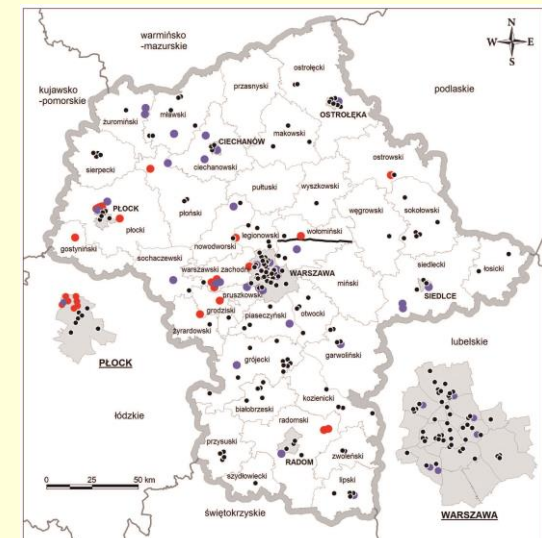 warmińsko-
mazurskie
N
W
E
S
kujawsko
-pomorskie
ostrołęcki
podlaskie
przasnyski
OSTROŁĘKA
żuromiński
mławski
makowski
CIECHANÓW
ciechanowski
sierpecki
ostrowski
pułtuski
wyszkowski
PŁOCK
płoński
węgrowski
sokołowski
płocki
legionowski
wołomiński
gostyniński
nowodworski
sochaczewski
warszawski zachodni
WARSZAWA
siedlecki
łosicki
miński
SIEDLCE
pruszkowski
grodziski
otwocki
piaseczyński
żyrardowski
garwoliński
lubelskie
PŁOCK
grójecki
kozienicki
łódzkie
białobrzeski
radomski
przysuski
zwoleński
RADOM
szydłowiecki
lipski
0 25 50 km
świętokrzyskie
WARSZAWA